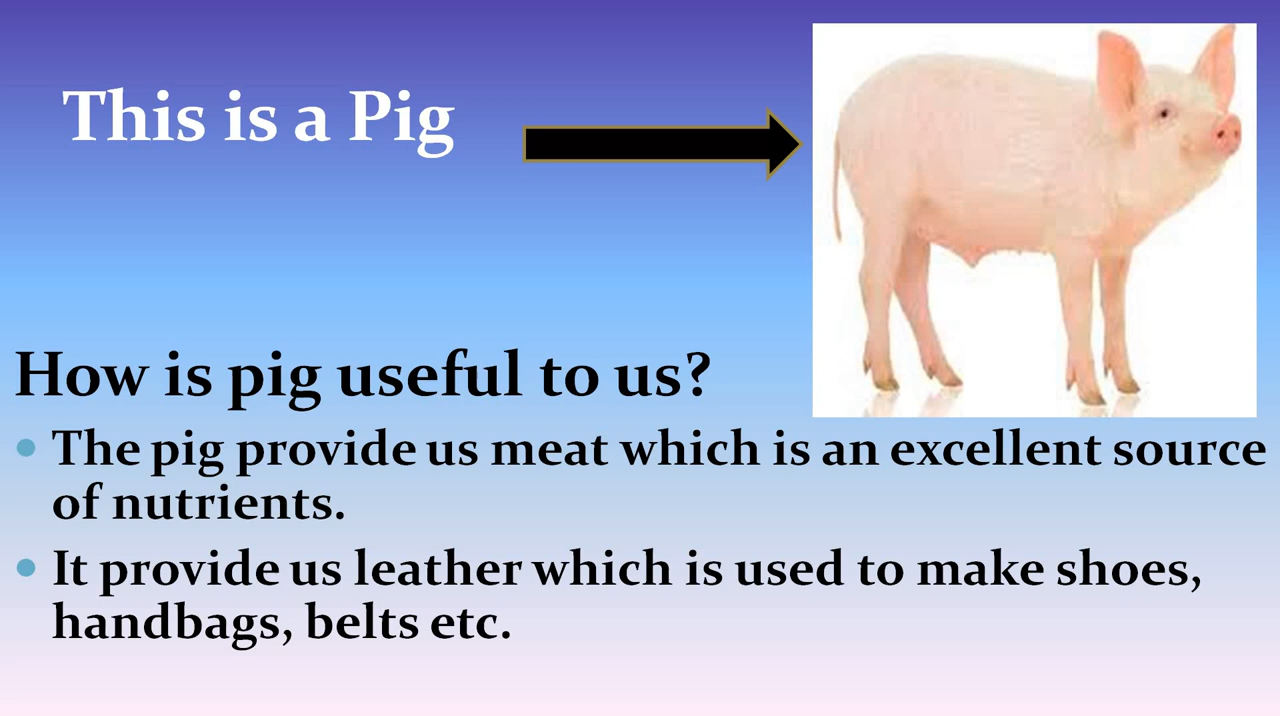 This is a Pig
How is pig useful to us?
The pig provide us meat which is an excellent source
of nutrients.
It provide us leather which is used to make shoes,
handbags, belts etc.